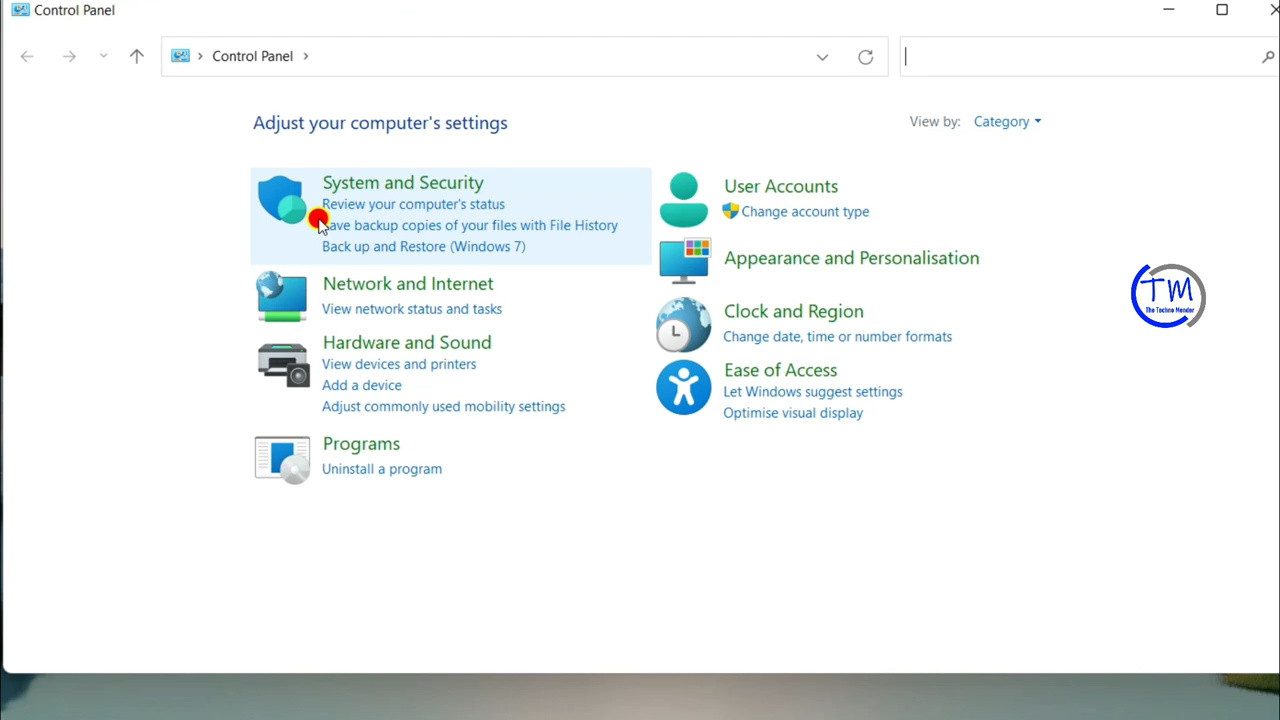 Control Panel
Control Panel
Adjust your computer's settings
View by: Category
System and Security
Review your computer's status
ave backup copies of your files with File History
Back up and Restore (Windows 7)
Network and Internet
View network status and tasks
Hardware and Sound
View devices and printers
Add a device
Adjust commonly used mobility settings
Programs
Uninstall a program
User Accounts
Change account type
Appearance and Personalisation
Clock and Region
Change date, time or number formats
Ease of Access
Let Windows suggest settings
Optimise visual display
TM
The Techno Mender